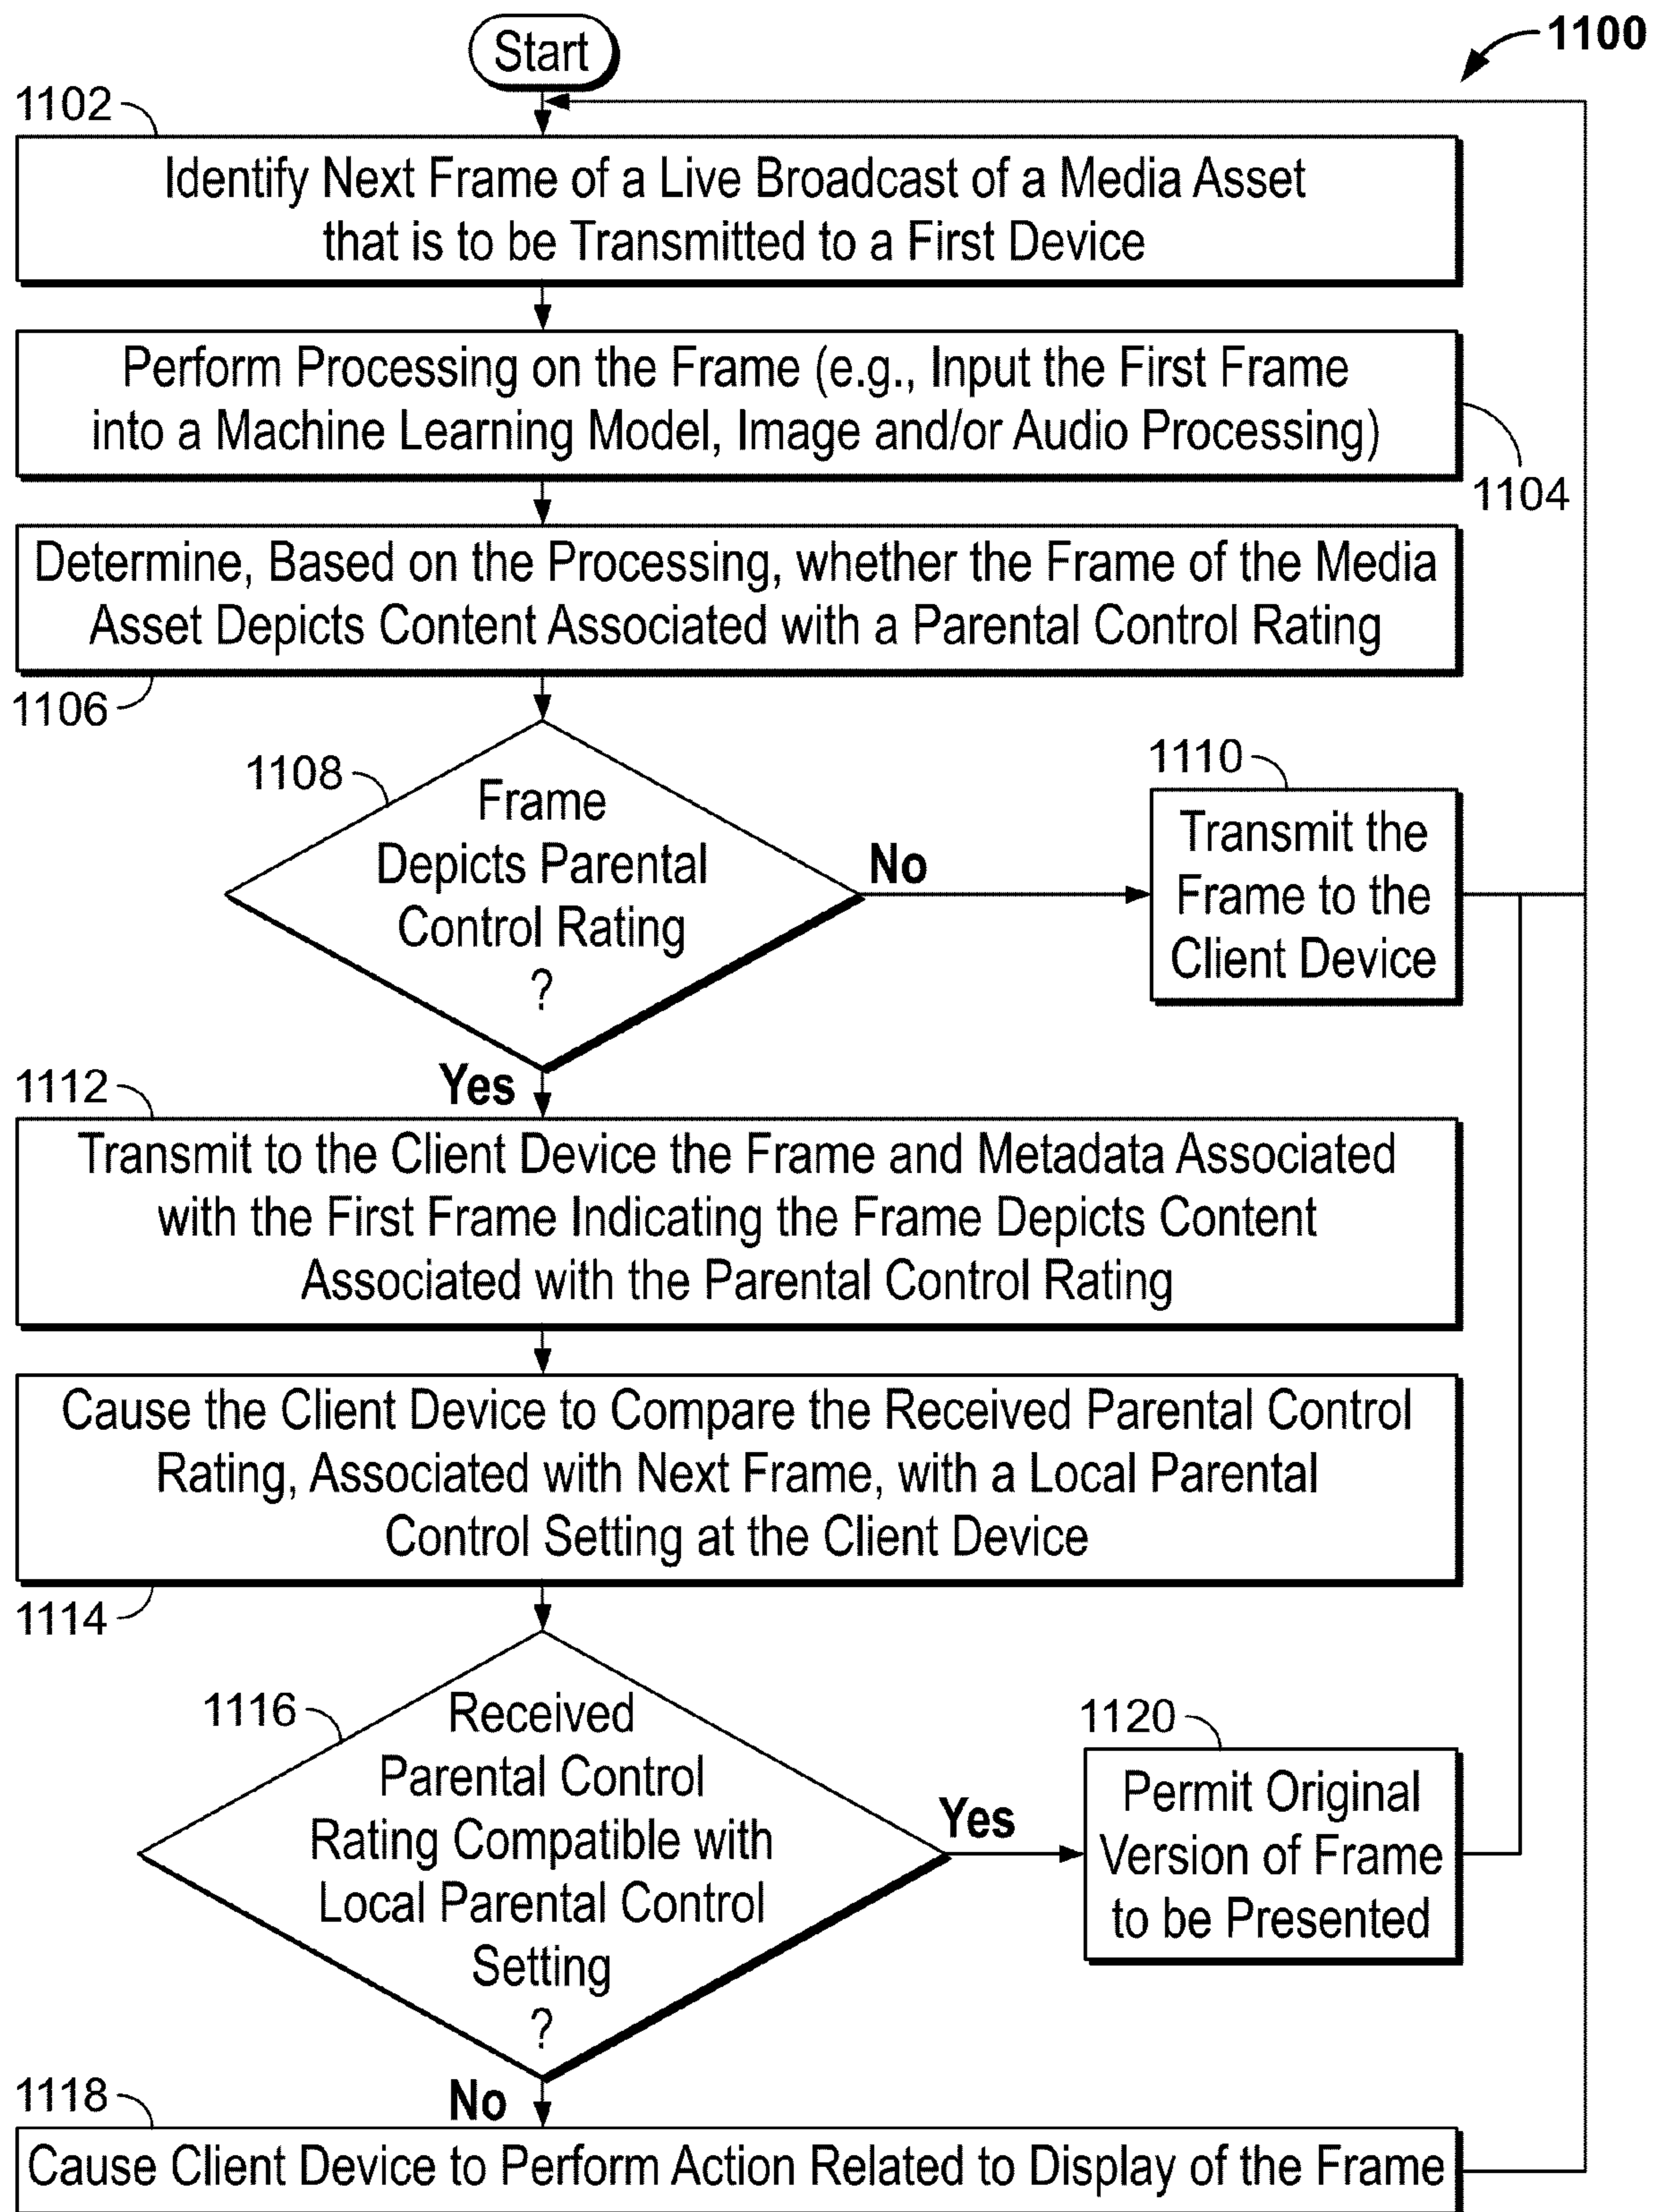 Start
1100
1102
Identify Next Frame of a Live Broadcast of a Media Asset
that is to be Transmitted to a First Device
Perform Processing on the Frame (e.g., Input the First Frame
into a Machine Learning Model, Image and/or Audio Processing)
1104
Determine, Based on the Processing, whether the Frame of the Media
Asset Depicts Content Associated with a Parental Control Rating
1106
1108
Frame
Depicts Parental
Control Rating
?
No
1110
Transmit the
Frame to the
Client Device
Yes
1112
Transmit to the Client Device the Frame and Metadata Associated
with the First Frame Indicating the Frame Depicts Content
Associated with the Parental Control Rating
Cause the Client Device to Compare the Received Parental Control
Rating, Associated with Next Frame, with a Local Parental
Control Setting at the Client Device
1114
1116
Received
Parental Control
Rating Compatible with
Local Parental Control
Setting
?
Yes
1120
Permit Original
Version of Frame
to be Presented
No
1118
Cause Client Device to Perform Action Related to Display of the Frame